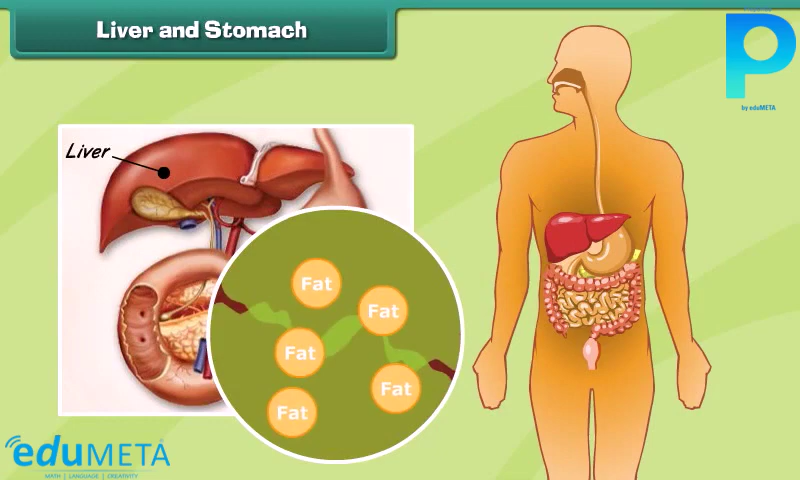 Liver and Stomach
P
by eduMETA
Liver
Fat
Fat
Fat
Fat
Fat
eduMETA
MATH | LANGUAGE | CREATIVITY